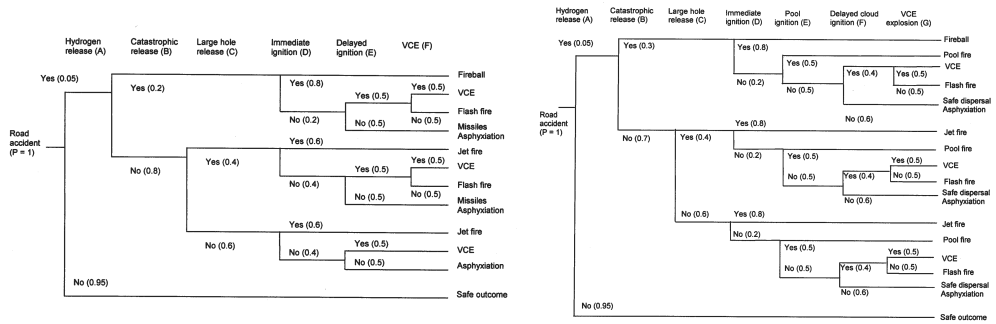 Hydrogen release (A)
Catastrophic release (B)
Large hole release (C)
Immediate ignition (D)
Delayed ignition (E)
VCE (F)
Yes (0.05)
Fireball
Yes (0.2)
Yes (0.8)
Yes (0.5)
Yes (0.5)
VCE
No (0.2)
Flash fire
No (0.5)
No (0.5)
Missiles
Asphyxiation
Road
accident
(P = 1)
Yes (0.6)
Jet fire
No (0.8)
Yes (0.4)
Yes (0.5)
Yes (0.5)
VCE
No (0.4)
Flash fire
No (0.5)
No (0.5)
Missiles
Asphyxiation
Yes (0.6)
Jet fire
No (0.6)
Yes (0.5)
VCE
No (0.4)
No (0.5)
Asphyxiation
No (0.95)
Safe outcome
Hydrogen release (A)
Catastrophic release (B)
Large hole release (C)
Immediate ignition (D)
Pool ignition (E)
Delayed cloud ignition (F)
VCE explosion (G)
Yes (0.05)
Yes (0.3)
Fireball
Yes (0.8)
Pool fire
Yes (0.5)
VCE
No (0.2)
Yes (0.4)
Yes (0.5)
No (0.5)
No (0.5)
Flash fire
Safe dispersal
Asphyxiation
No (0.6)
Road
accident
(P = 1)
Yes (0.8)
Jet fire
No (0.7)
Yes (0.4)
Pool fire
No (0.2)
Yes (0.5)
Yes (0.5)
VCE
No (0.5)
Yes (0.4)
No (0.5)
Flash fire
No (0.6)
Safe dispersal
Asphyxiation
No (0.6)
Yes (0.8)
Jet fire
No (0.2)
Pool fire
Yes (0.5)
Yes (0.5)
VCE
No (0.5)
Yes (0.4)
No (0.5)
Flash fire
No (0.6)
Safe dispersal
Asphyxiation
No (0.95)
Safe outcome